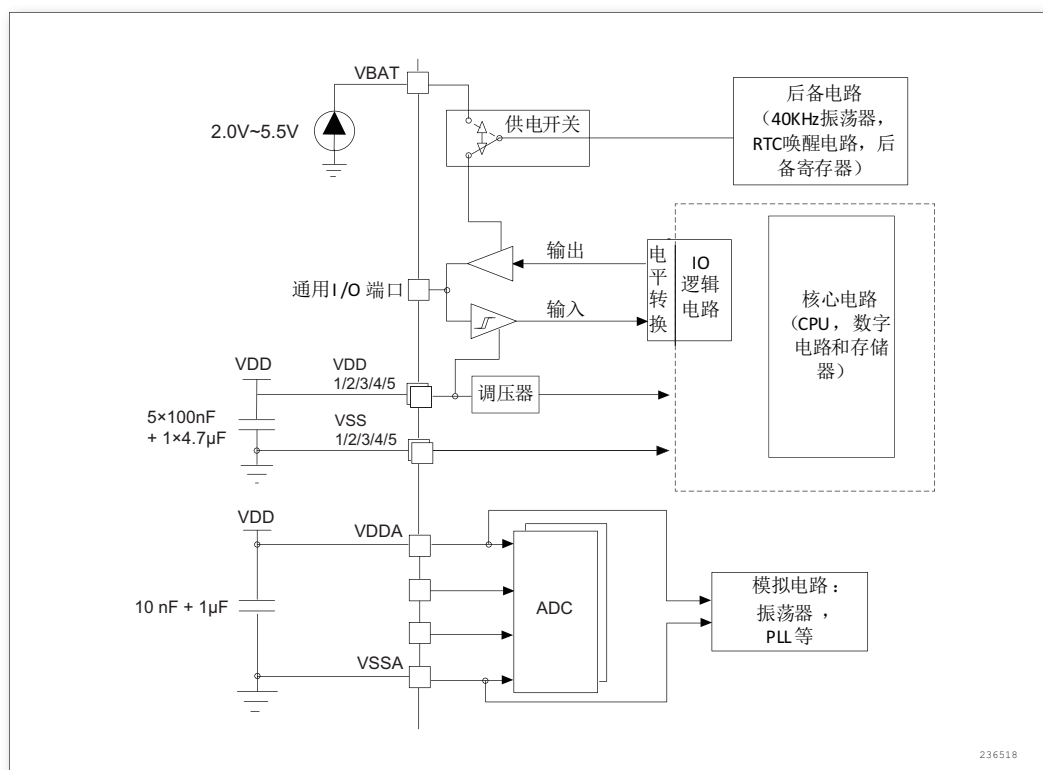 VBAT
2.0V~5.5V
供电开关
后备电路
（40KHz振荡器，
RTC唤醒电路，后
备寄存器）
通用I/O 端口
输出
输入
电
平
转
换
IO
逻辑
电路
核心电路
（CPU，数字
电路和存储
器）
VDD
VDD
1/2/3/4/5
调压器
5×100nF
+ 1×4.7μF
VSS
1/2/3/4/5
VDD
VDDA
10 nF + 1μF
ADC
模拟电路：
振荡器，
PLL等
VSSA
236518